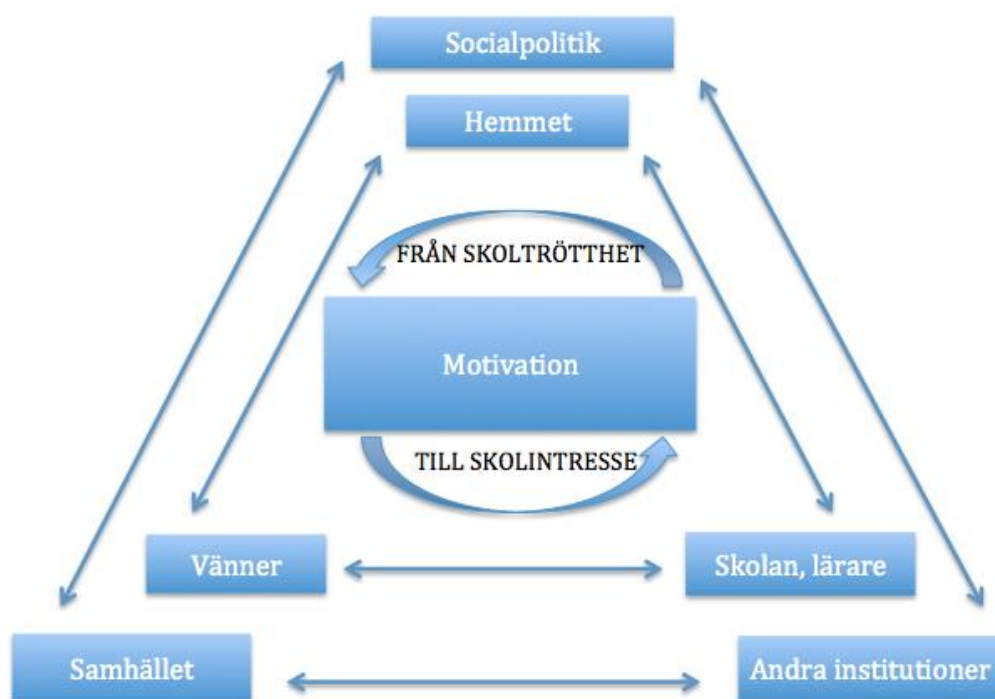 Socialpolitik
Hemmet
FRÅN SKOLTRÖTTHET
Motivation
TILL SKOLINTRESSE
Vänner
Skolan, lärare
Samhället
Andra institutioner